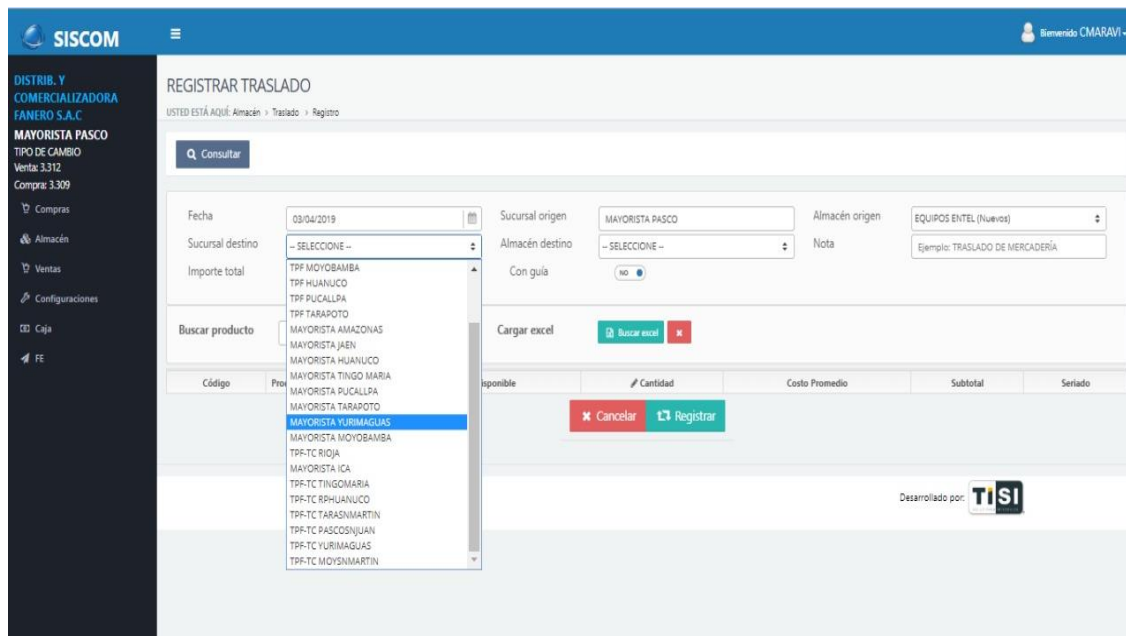 SISCOM
Bienvenido CMARAVI
DISTRIB. Y
COMERCIALIZADORA
FANERO S.A.C
MAYORISTA PASCO
TIPO DE CAMBIO
Venta: 3.312
Compra: 3.309
Compras
Almacén
Ventas
Configuraciones
Caja
FE
REGISTRAR TRASLADO
USTED ESTÁ AQUÍ: Almacén > Traslado > Registro
Consultar
Fecha 03/04/2019 Sucursal origen MAYORISTA PASCO Almacén origen EQUIPOS ENTEL (Nuevos)
Sucursal destino -- SELECCIONE -- Almacén destino -- SELECCIONE -- Nota Ejemplo: TRASLADO DE MERCADERÍA
Importe total Con guía NO
TPF MOYOBAMBA
TPF HUANUCO
TPF PUCALLPA
TPF TARAPOTO
MAYORISTA AMAZONAS
MAYORISTA JAEN
MAYORISTA HUANUCO
MAYORISTA TINGO MARIA
MAYORISTA PUCALLPA
MAYORISTA TARAPOTO
MAYORISTA YURIMAGUAS
MAYORISTA MOYOBAMBA
TPF-TC RIOJA
MAYORISTA ICA
TPF-TC TINGOMARIA
TPF-TC RPHUANUCO
TPF-TC TARASNMARTIN
TPF-TC PASCOSNJUAN
TPF-TC YURIMAGUAS
TPF-TC MOYSNMARTIN
Buscar producto Cargar excel Buscar excel
Código Cantidad Costo Promedio Subtotal Seriado
Cancelar Registrar
Desarrollado por: TISI